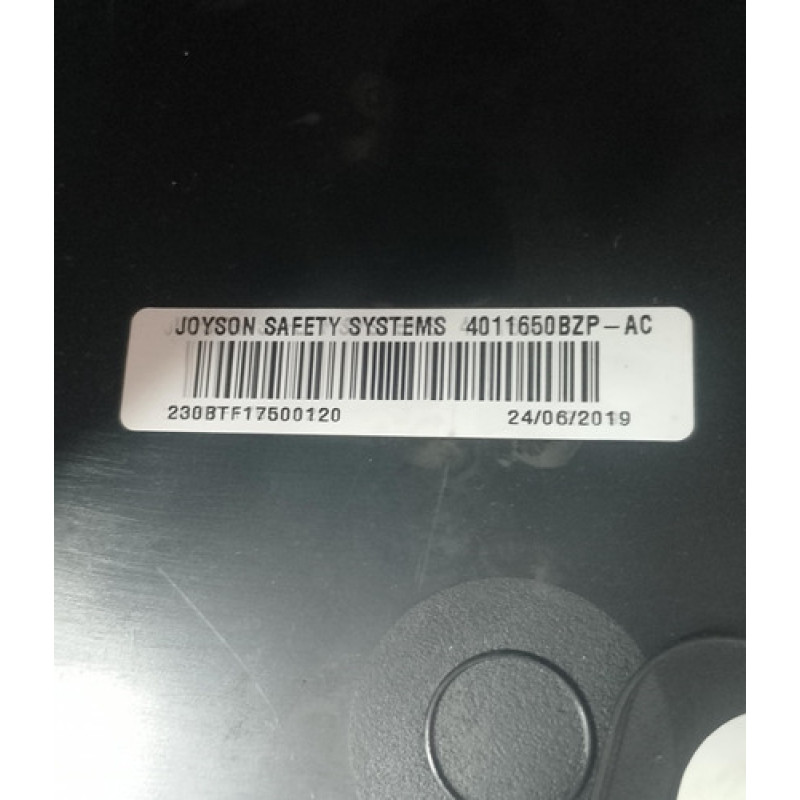 JOYSON SAFETY SYSTEMS 4011650BZP-AC
230BTF17500120 24/06/2019